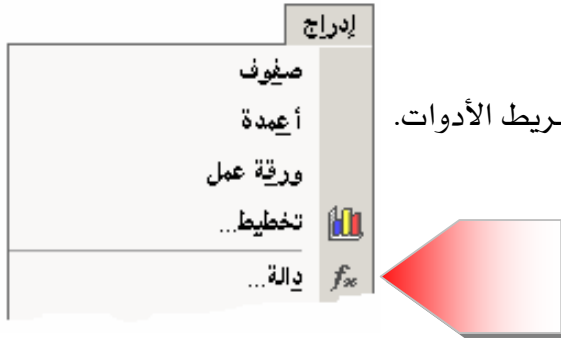 إدراج
صفوف
أعمدة
ريط الأدوات.
ورقة عمل
تخطيط...
دالة...
fx